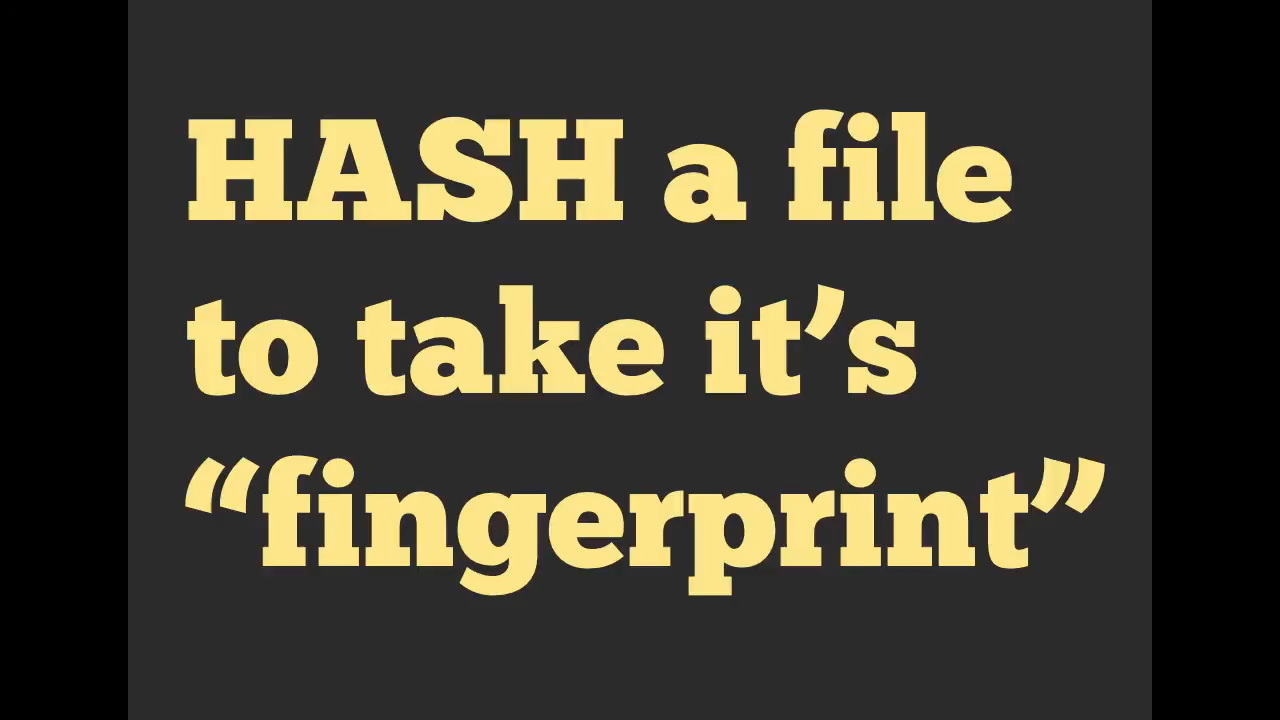 HASH a file
to take it’s
“fingerprint”